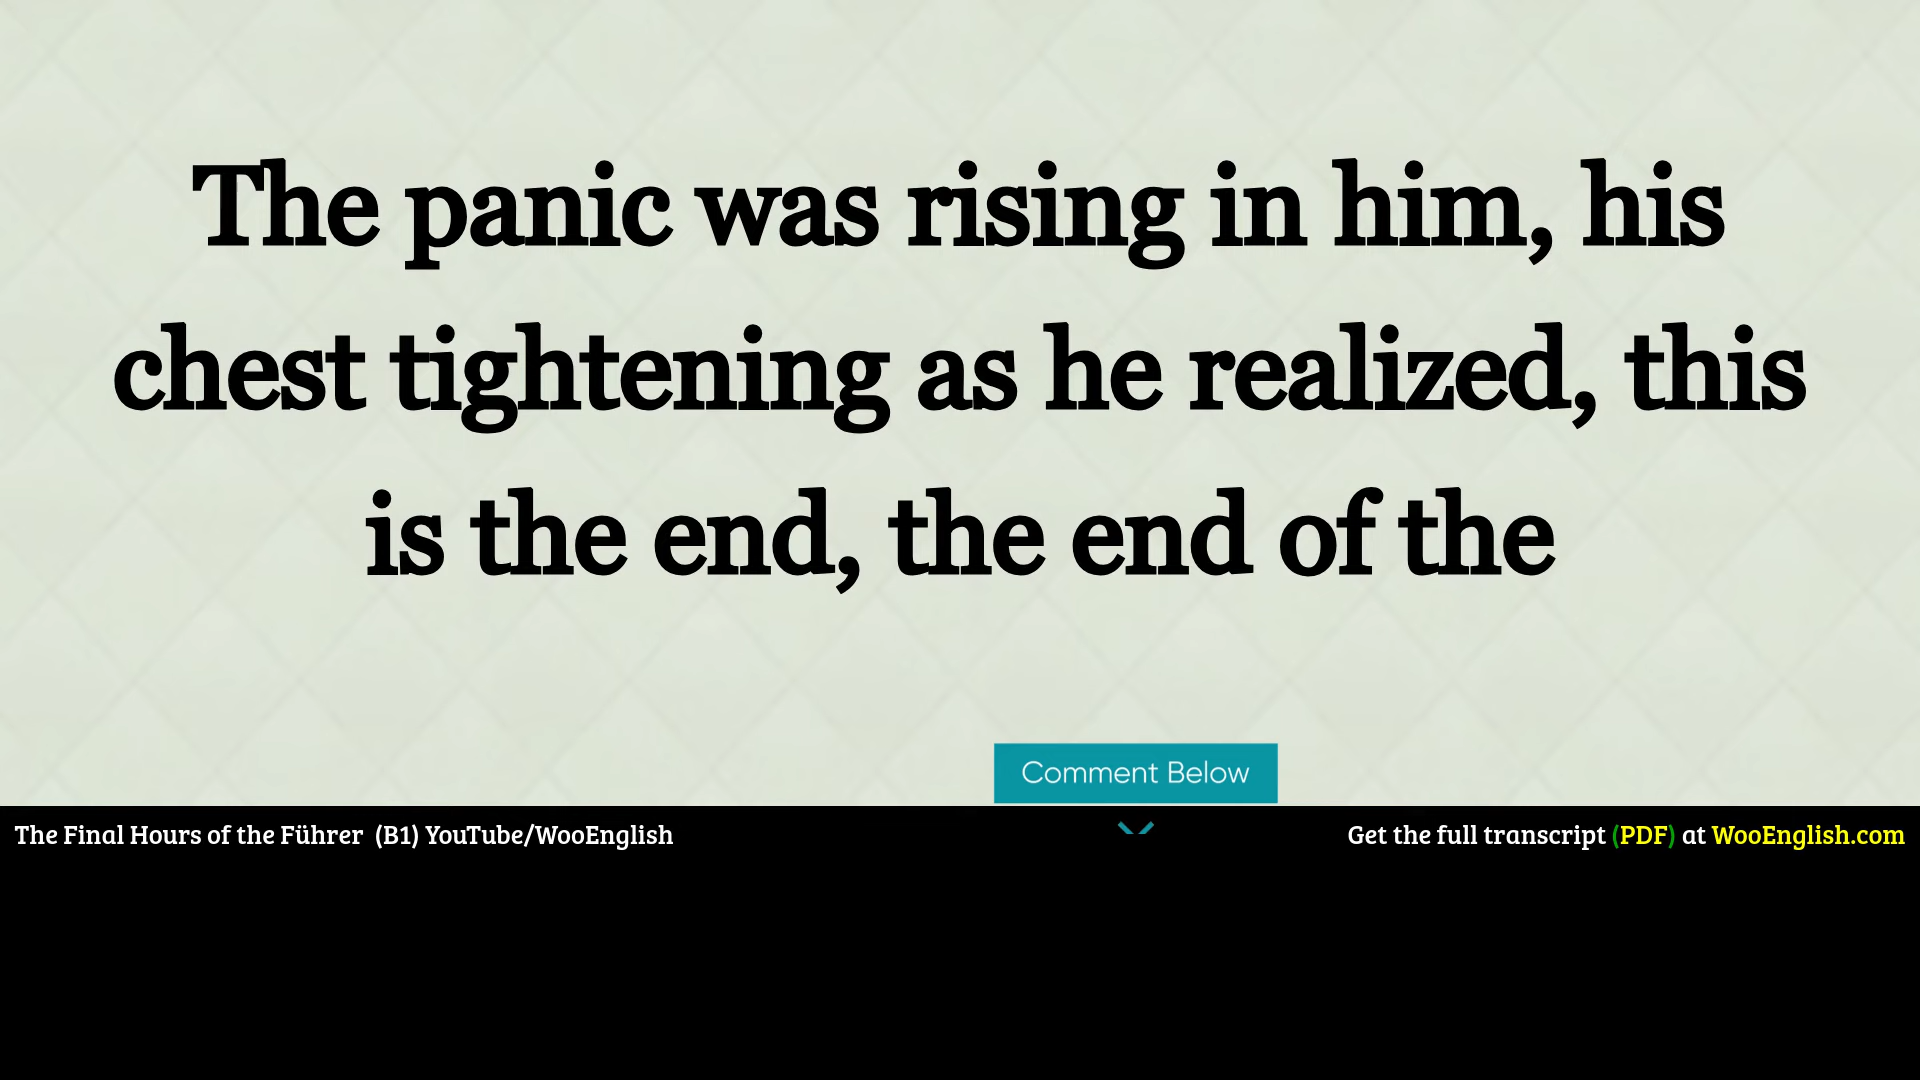 The panic was rising in him, his
chest tightening as he realized, this
is the end, the end of the
Comment Below
The Final Hours of the Führer (B1) YouTube/WooEnglish
Get the full transcript (PDF) at WooEnglish.com